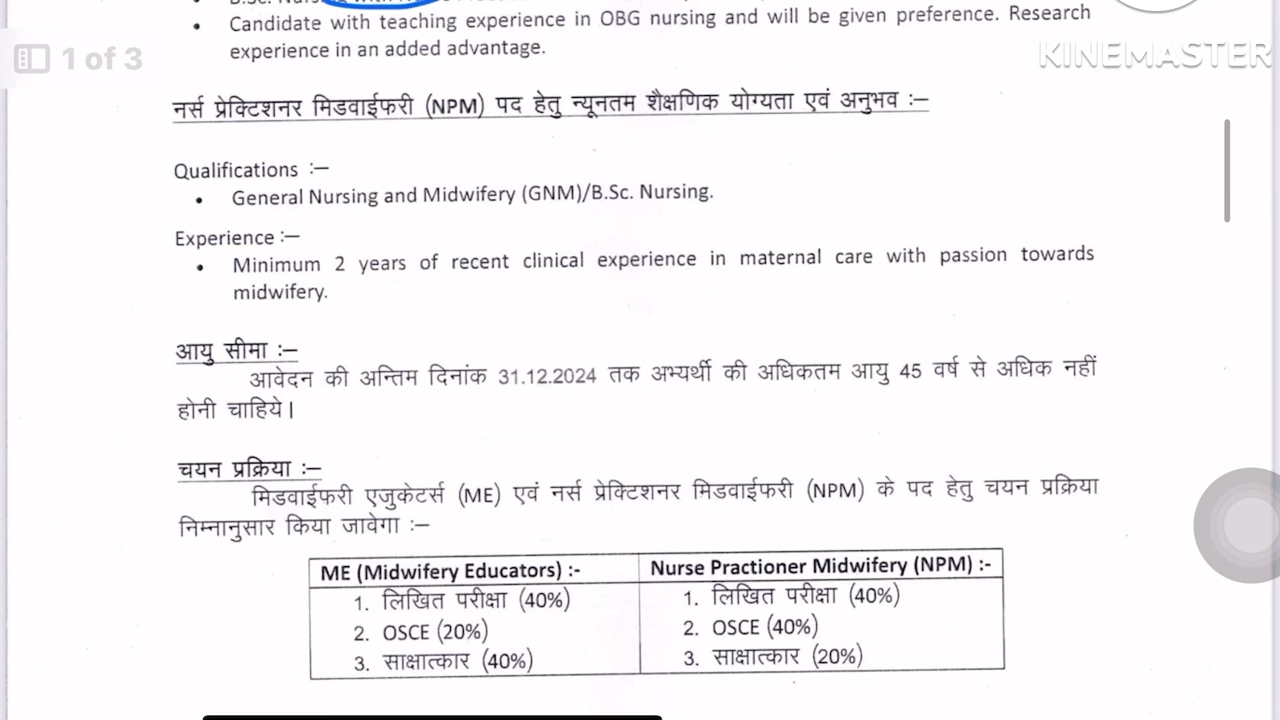 • Candidate with teaching experience in OBG nursing and will be given preference. Research
experience in an added advantage.
1 of 3
KINEMASTER
नर्स प्रेक्टिशनर मिडवाईफरी (NPM) पद हेतु न्यूनतम शैक्षणिक योग्यता एवं अनुभव :–
Qualifications :–
• General Nursing and Midwifery (GNM)/B.Sc. Nursing.
Experience :–
• Minimum 2 years of recent clinical experience in maternal care with passion towards
midwifery.
आयु सीमा :–
आवेदन की अन्तिम दिनांक 31.12.2024 तक अभ्यर्थी की अधिकतम आयु 45 वर्ष से अधिक नहीं
होनी चाहिये।
चयन प्रक्रिया :–
मिडवाईफरी एजुकेटर्स (ME) एवं नर्स प्रेक्टिशनर मिडवाईफरी (NPM) के पद हेतु चयन प्रक्रिया
निम्नानुसार किया जावेगा :–
ME (Midwifery Educators) :-
1. लिखित परीक्षा (40%)
2. OSCE (20%)
3. साक्षात्कार (40%)
Nurse Practioner Midwifery (NPM) :-
1. लिखित परीक्षा (40%)
2. OSCE (40%)
3. साक्षात्कार (20%)